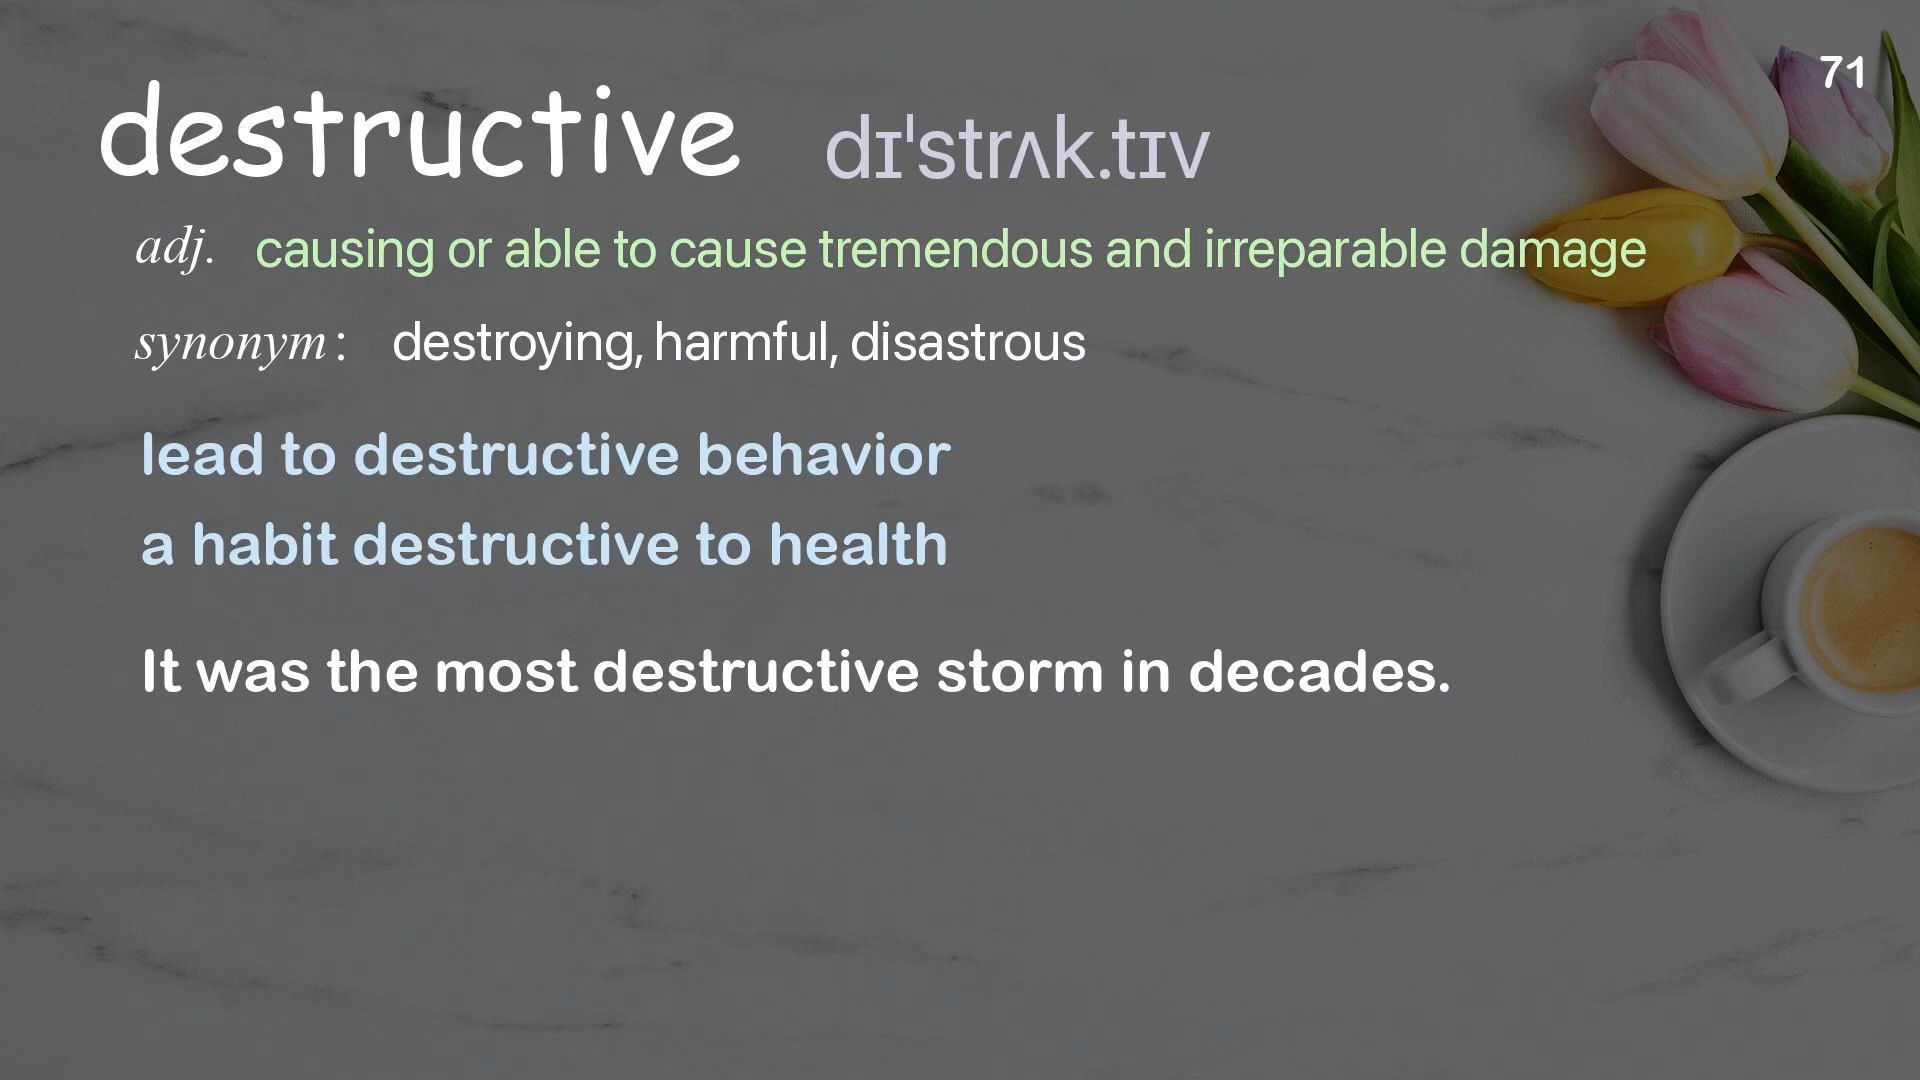 71
destructive dɪˈstrʌk.tɪv
adj. causing or able to cause tremendous and irreparable damage
synonym : destroying, harmful, disastrous
lead to destructive behavior
a habit destructive to health
It was the most destructive storm in decades.